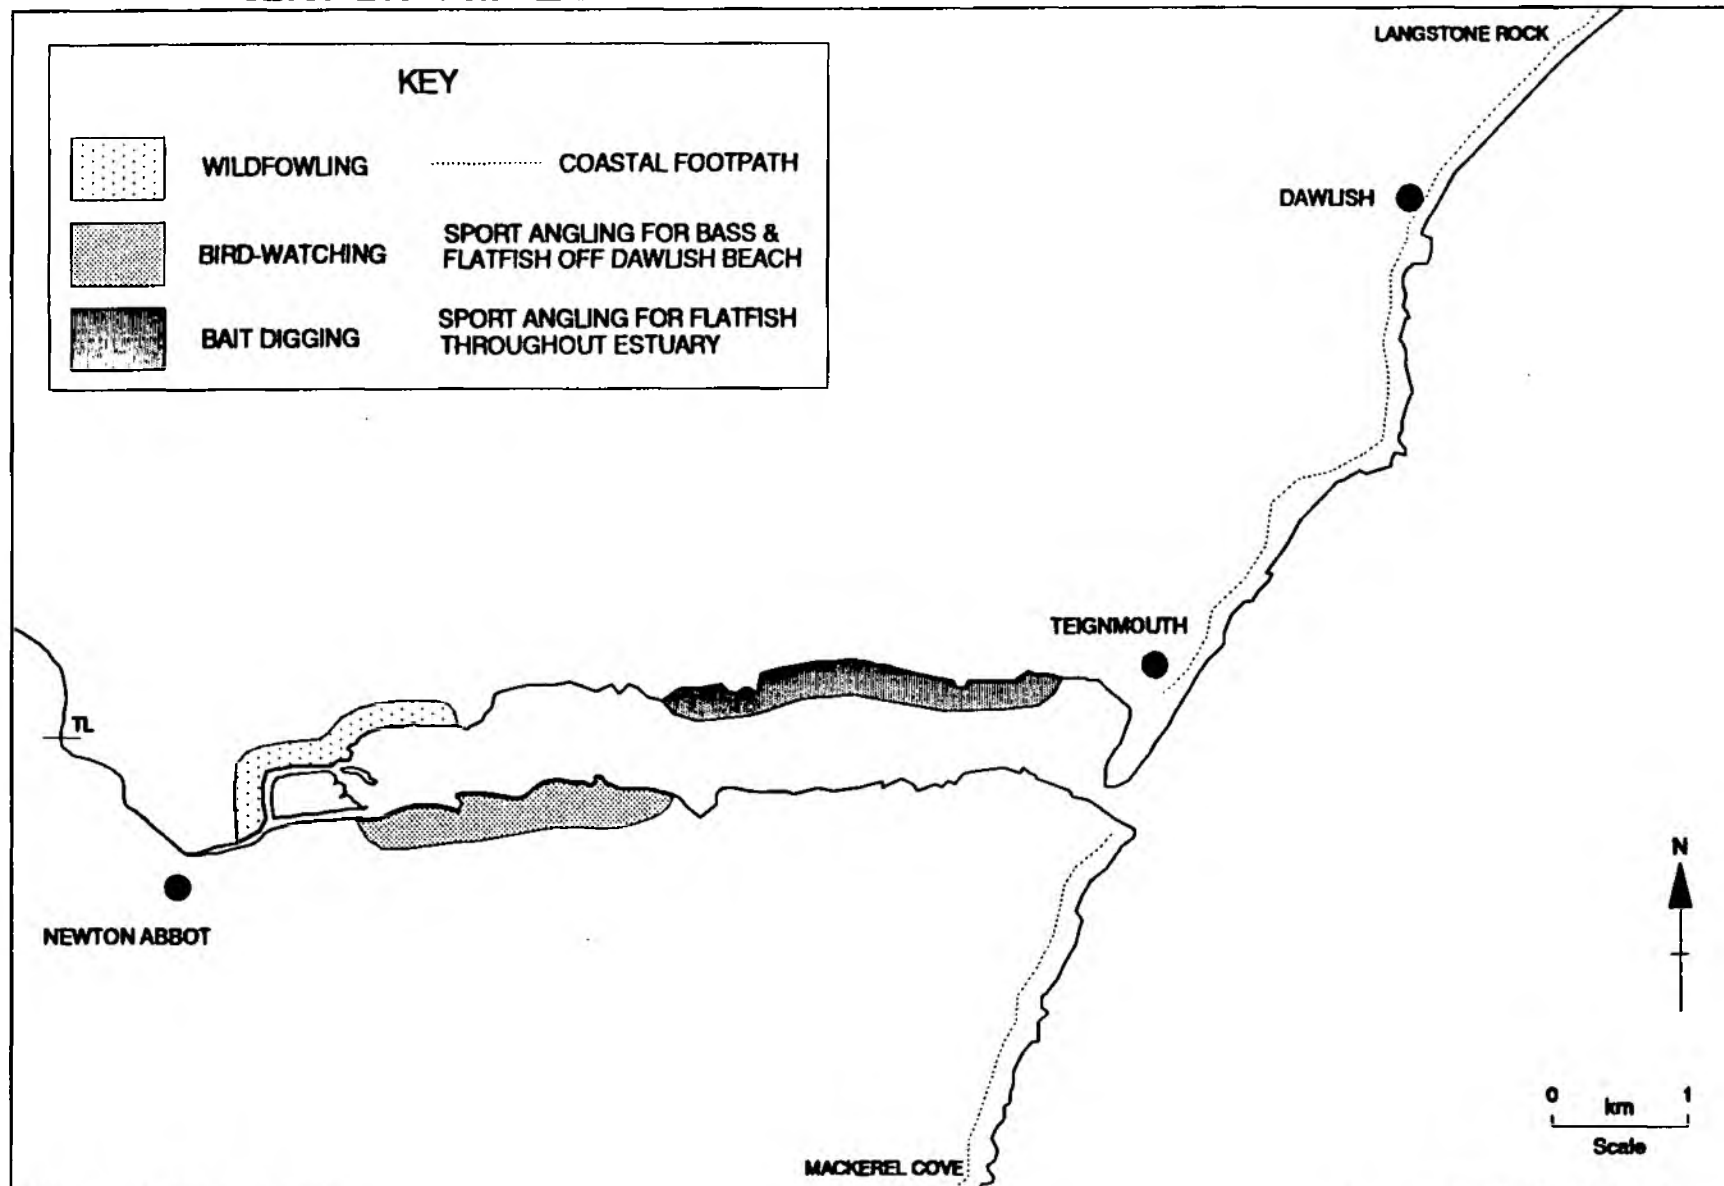 KEY
WILDFOWLING
COASTAL FOOTPATH
BIRD-WATCHING
SPORT ANGLING FOR BASS &
FLATFISH OFF DAWLISH BEACH
BAIT DIGGING
SPORT ANGLING FOR FLATFISH
THROUGHOUT ESTUARY
LANGSTONE ROCK
DAWLISH
TEIGNMOUTH
TL
NEWTON ABBOT
MACKEREL COVE
N
0 km 1
Scale